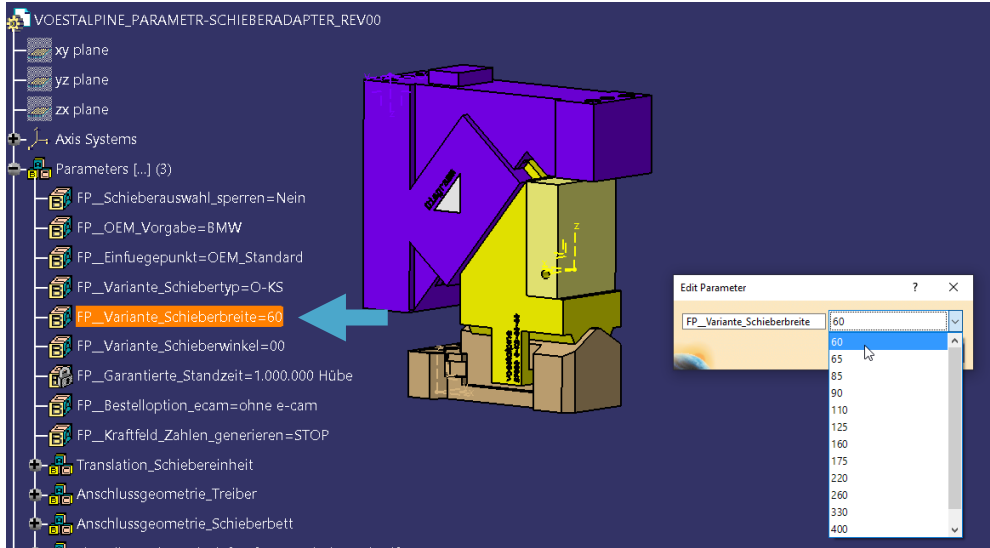 VOESTALPINE_PARAMETR-SCHIEBERADAPTER_REV00
xy plane
yz plane
zx plane
Axis Systems
Parameters [...] (3)
FP__Schieberauswahl_sperren=Nein
FP__OEM_Vorgabe=BMW
FP__Einfuegepunkt=OEM_Standard
FP__Variante_Schiebertyp=O-KS
FP__Variante_Schieberbreite=60
FP__Variante_Schieberwinkel=00
FP__Garantierte_Standzeit=1.000.000 Hübe
FP__Bestelloption_ecam=ohne e-cam
FP__Kraftfeld_Zahlen_generieren=STOP
Translation_Schiebereinheit
Anschlussgeometrie_Treiber
Anschlussgeometrie_Schieberbett
Diagramm
z
Edit Parameter
?
FP__Variante_Schieberbreite
60
60
65
85
90
110
125
160
175
220
260
330
400